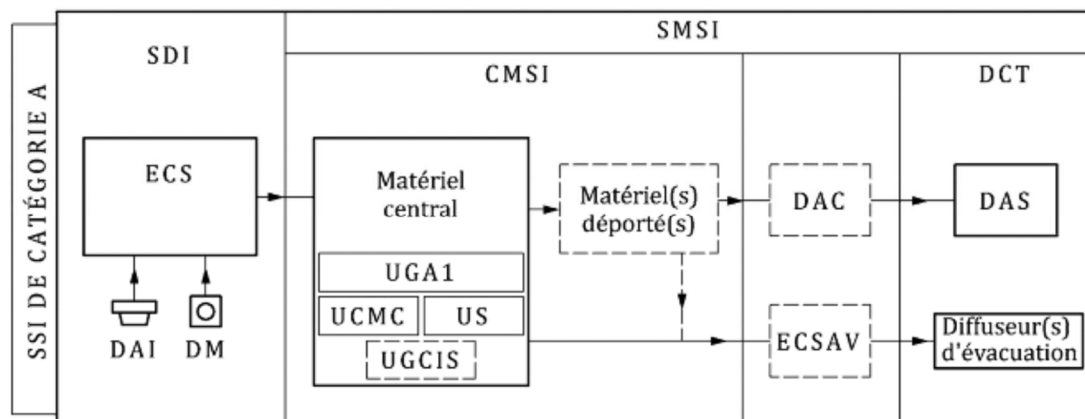 SSI DE CATÉGORIE A
SDI
SMSI
CMSI
DCT
ECS
Matériel
central
UGA1
UCMC
US
UGCIS
Matériel(s)
déporté(s)
DAC
DAS
DAI
DM
ECSAV
Diffuseur(s)
d'évacuation